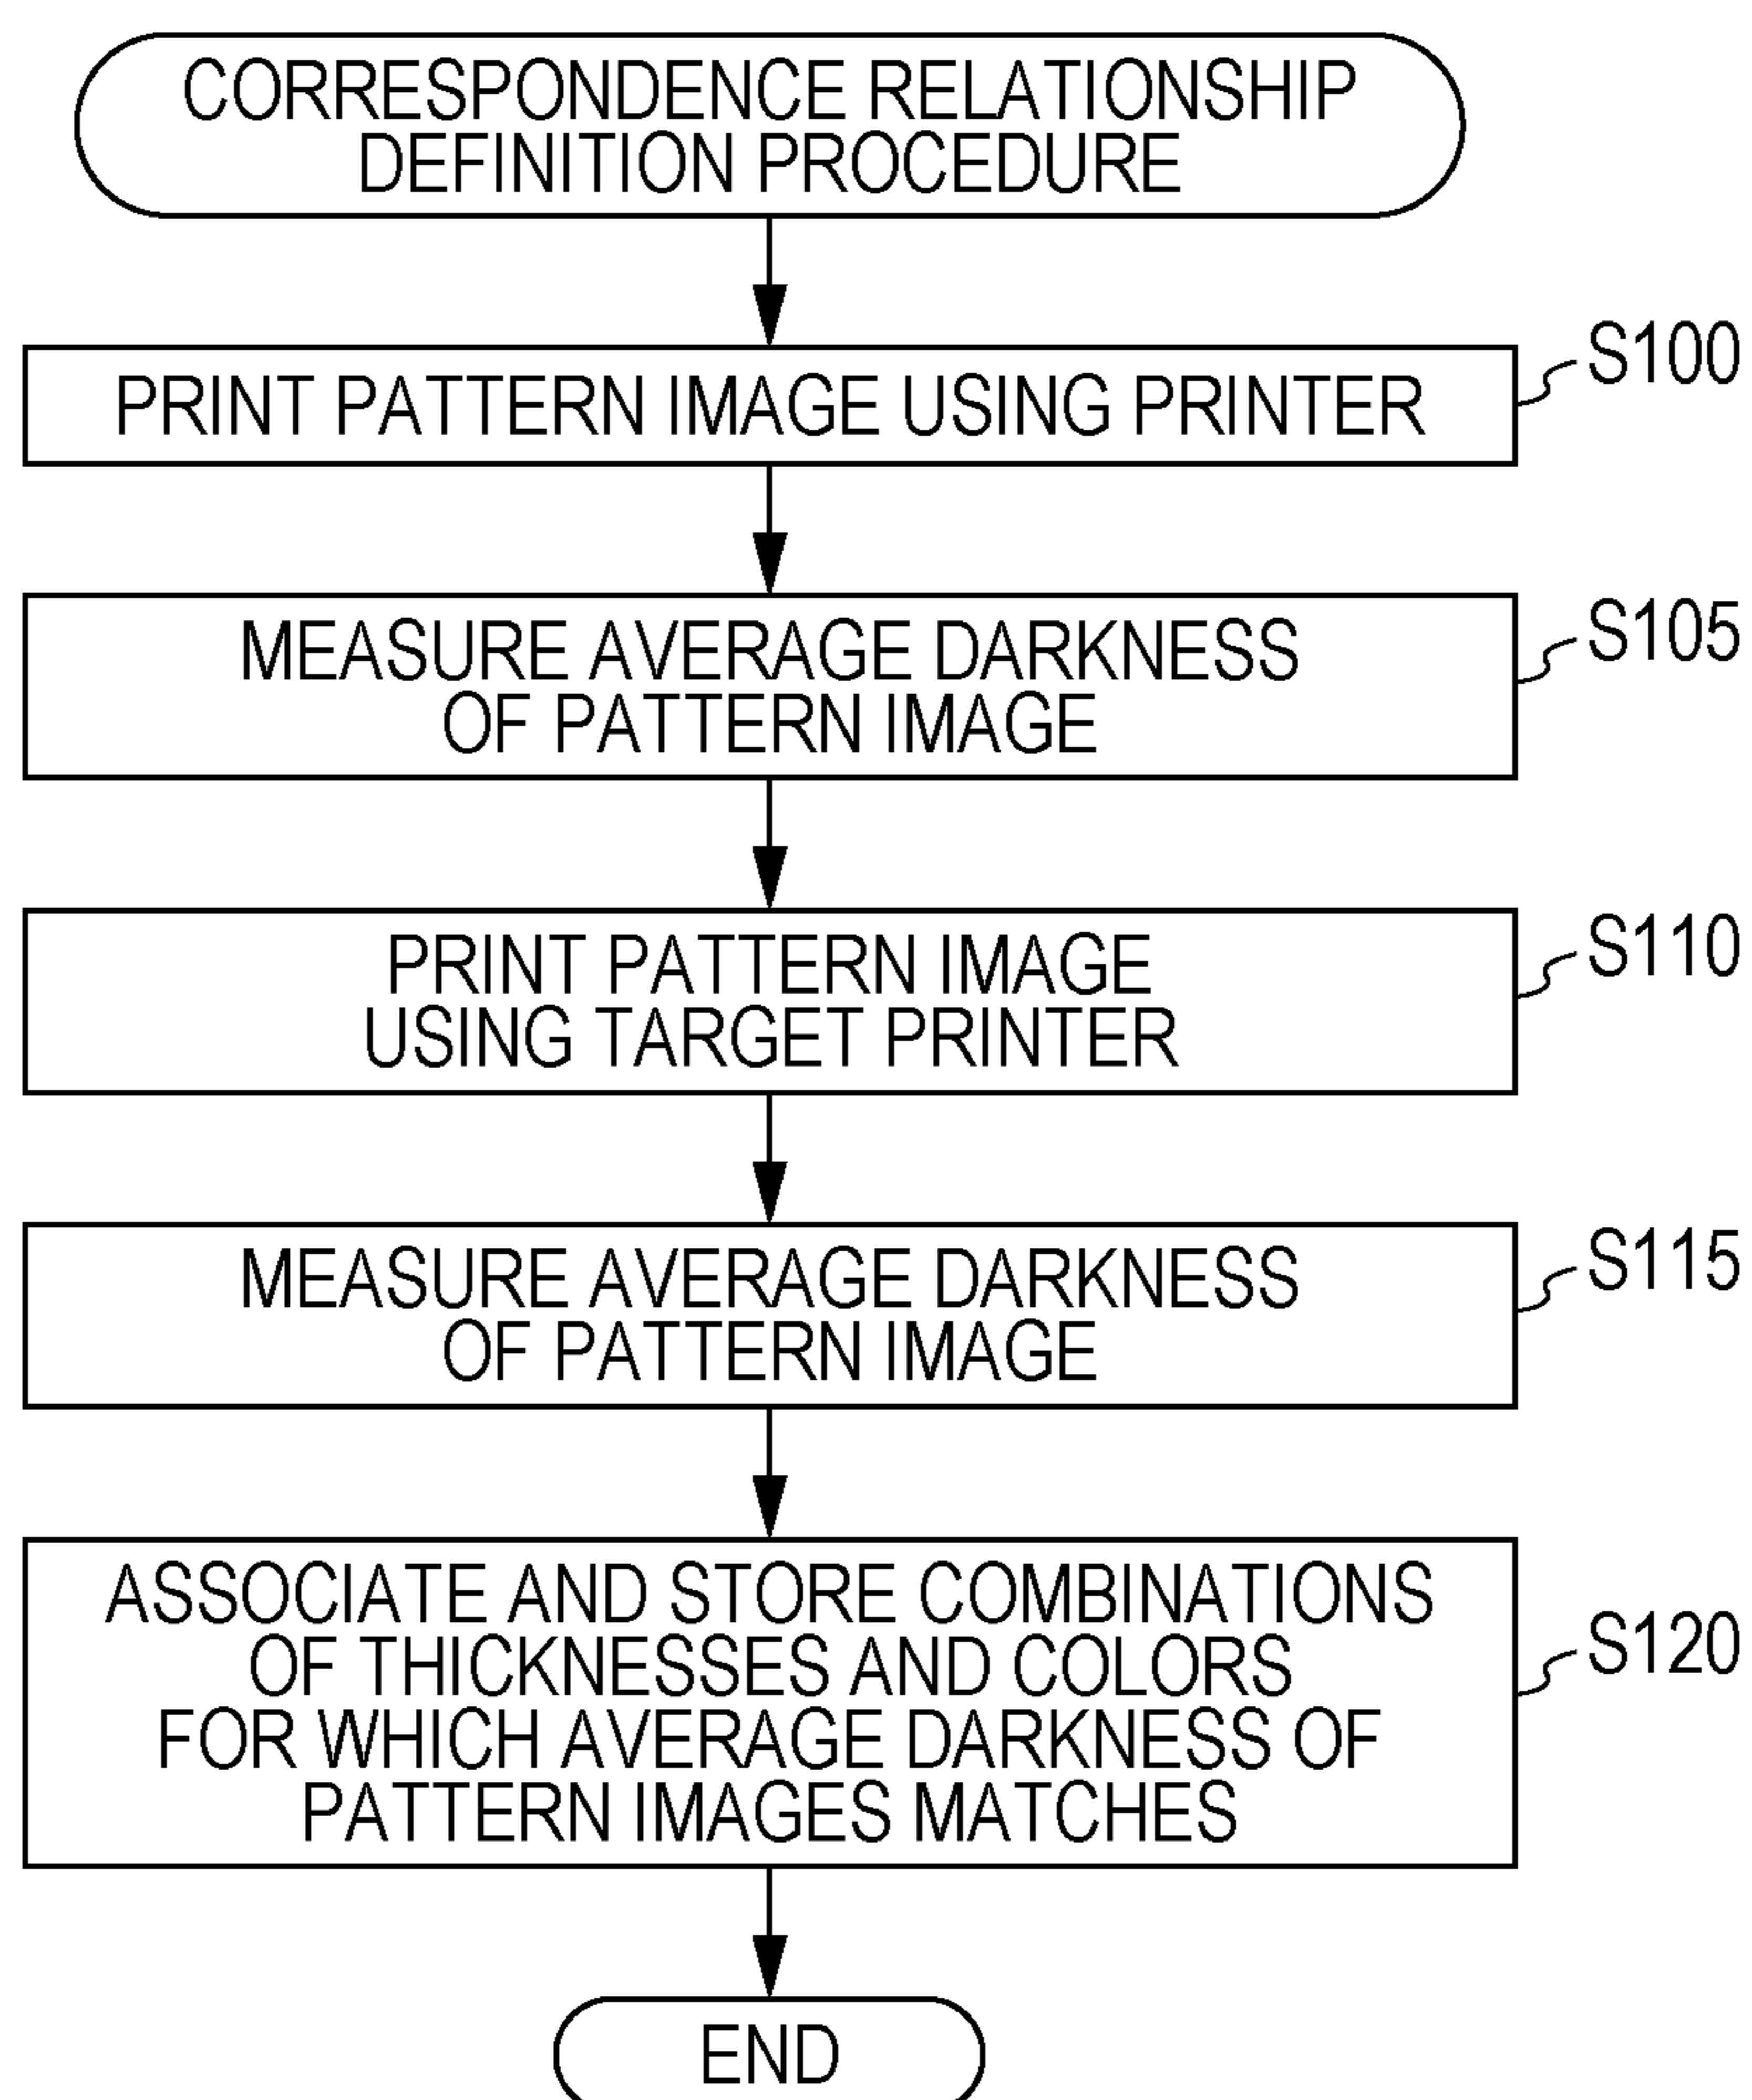 CORRESPONDENCE RELATIONSHIP
DEFINITION PROCEDURE
PRINT PATTERN IMAGE USING PRINTER
S100
MEASURE AVERAGE DARKNESS
OF PATTERN IMAGE
S105
PRINT PATTERN IMAGE
USING TARGET PRINTER
S110
MEASURE AVERAGE DARKNESS
OF PATTERN IMAGE
S115
ASSOCIATE AND STORE COMBINATIONS
OF THICKNESSES AND COLORS
FOR WHICH AVERAGE DARKNESS OF
PATTERN IMAGES MATCHES
S120
END